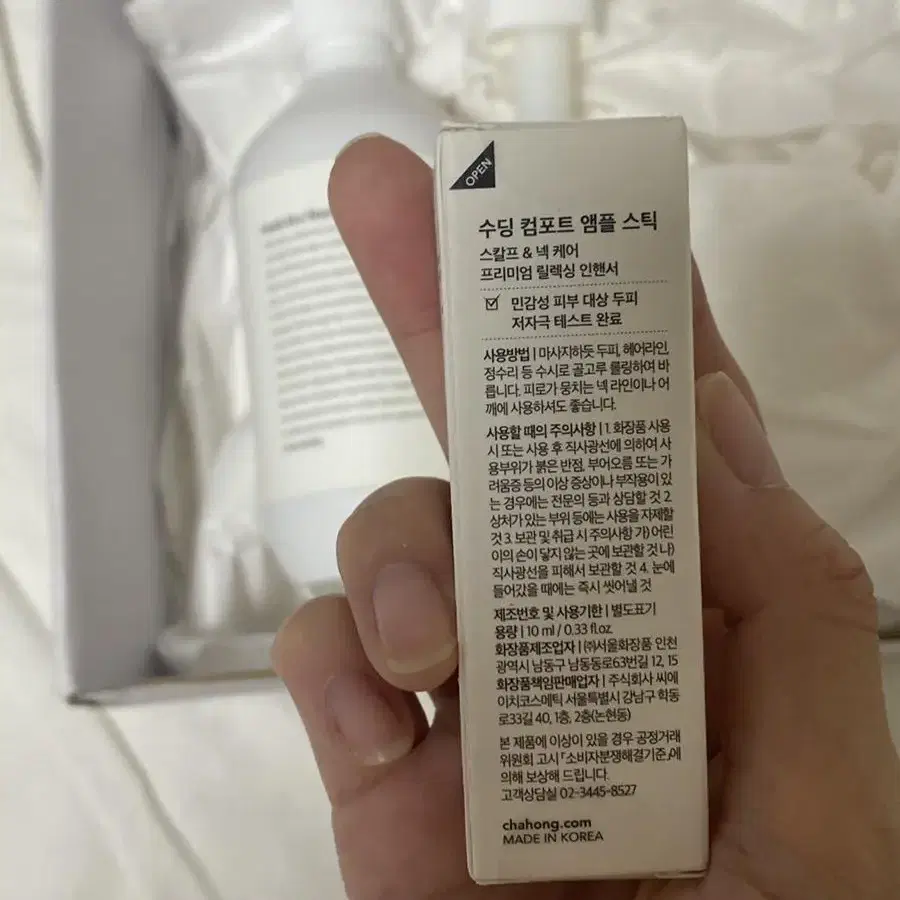 OPEN
수딩 컴포트 앰플 스틱
스칼프 & 넥 케어
프리미엄 릴렉싱 인핸서
민감성 피부 대상 두피
저자극 테스트 완료
사용방법 | 마사지하듯 두피, 헤어라인,
정수리 등 수시로 골고루 롤링하여 바
릅니다. 피로가 뭉치는 넥 라인이나 어
깨에 사용하셔도 좋습니다.
사용할 때의 주의사항 | 1. 화장품 사용
시 또는 사용 후 직사광선에 의하여 사
용부위가 붉은 반점, 부어오름 또는 가
려움증 등의 이상 증상이나 부작용이 있
는 경우에는 전문의 등과 상담할 것 2.
상처가 있는 부위 등에는 사용을 자제할
것 3. 보관 및 취급 시 주의사항 가) 어린
이의 손이 닿지 않는 곳에 보관할 것 나)
직사광선을 피해서 보관할 것 4. 눈에
들어갔을 때에는 즉시 씻어낼 것
제조번호 및 사용기한 | 별도표기
용량 | 10 ml / 0.33 fl.oz.
화장품제조업자 | ㈜서울화장품 인천
광역시 남동구 남동동로63번길 12, 15
화장품책임판매업자 | 주식회사 씨에
이치코스메틱 서울특별시 강남구 학동
로33길 40, 1층, 2층(논현동)
본 제품에 이상이 있을 경우 공정거래
위원회 고시 「소비자분쟁해결기준」에
의해 보상해 드립니다.
고객상담실 02-3445-8527
chahong.com
MADE IN KOREA